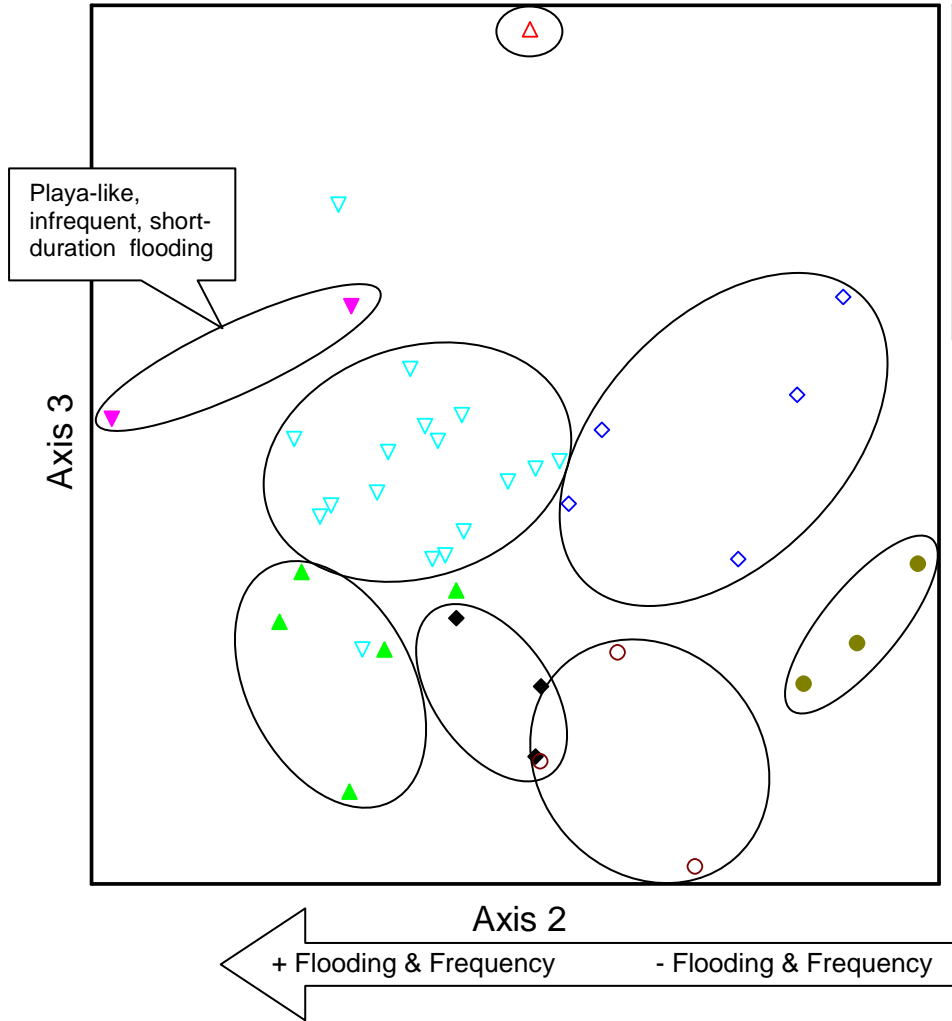 Playa-like,
infrequent, short-
duration flooding
Axis 3
Axis 2
+ Flooding & Frequency - Flooding & Frequency